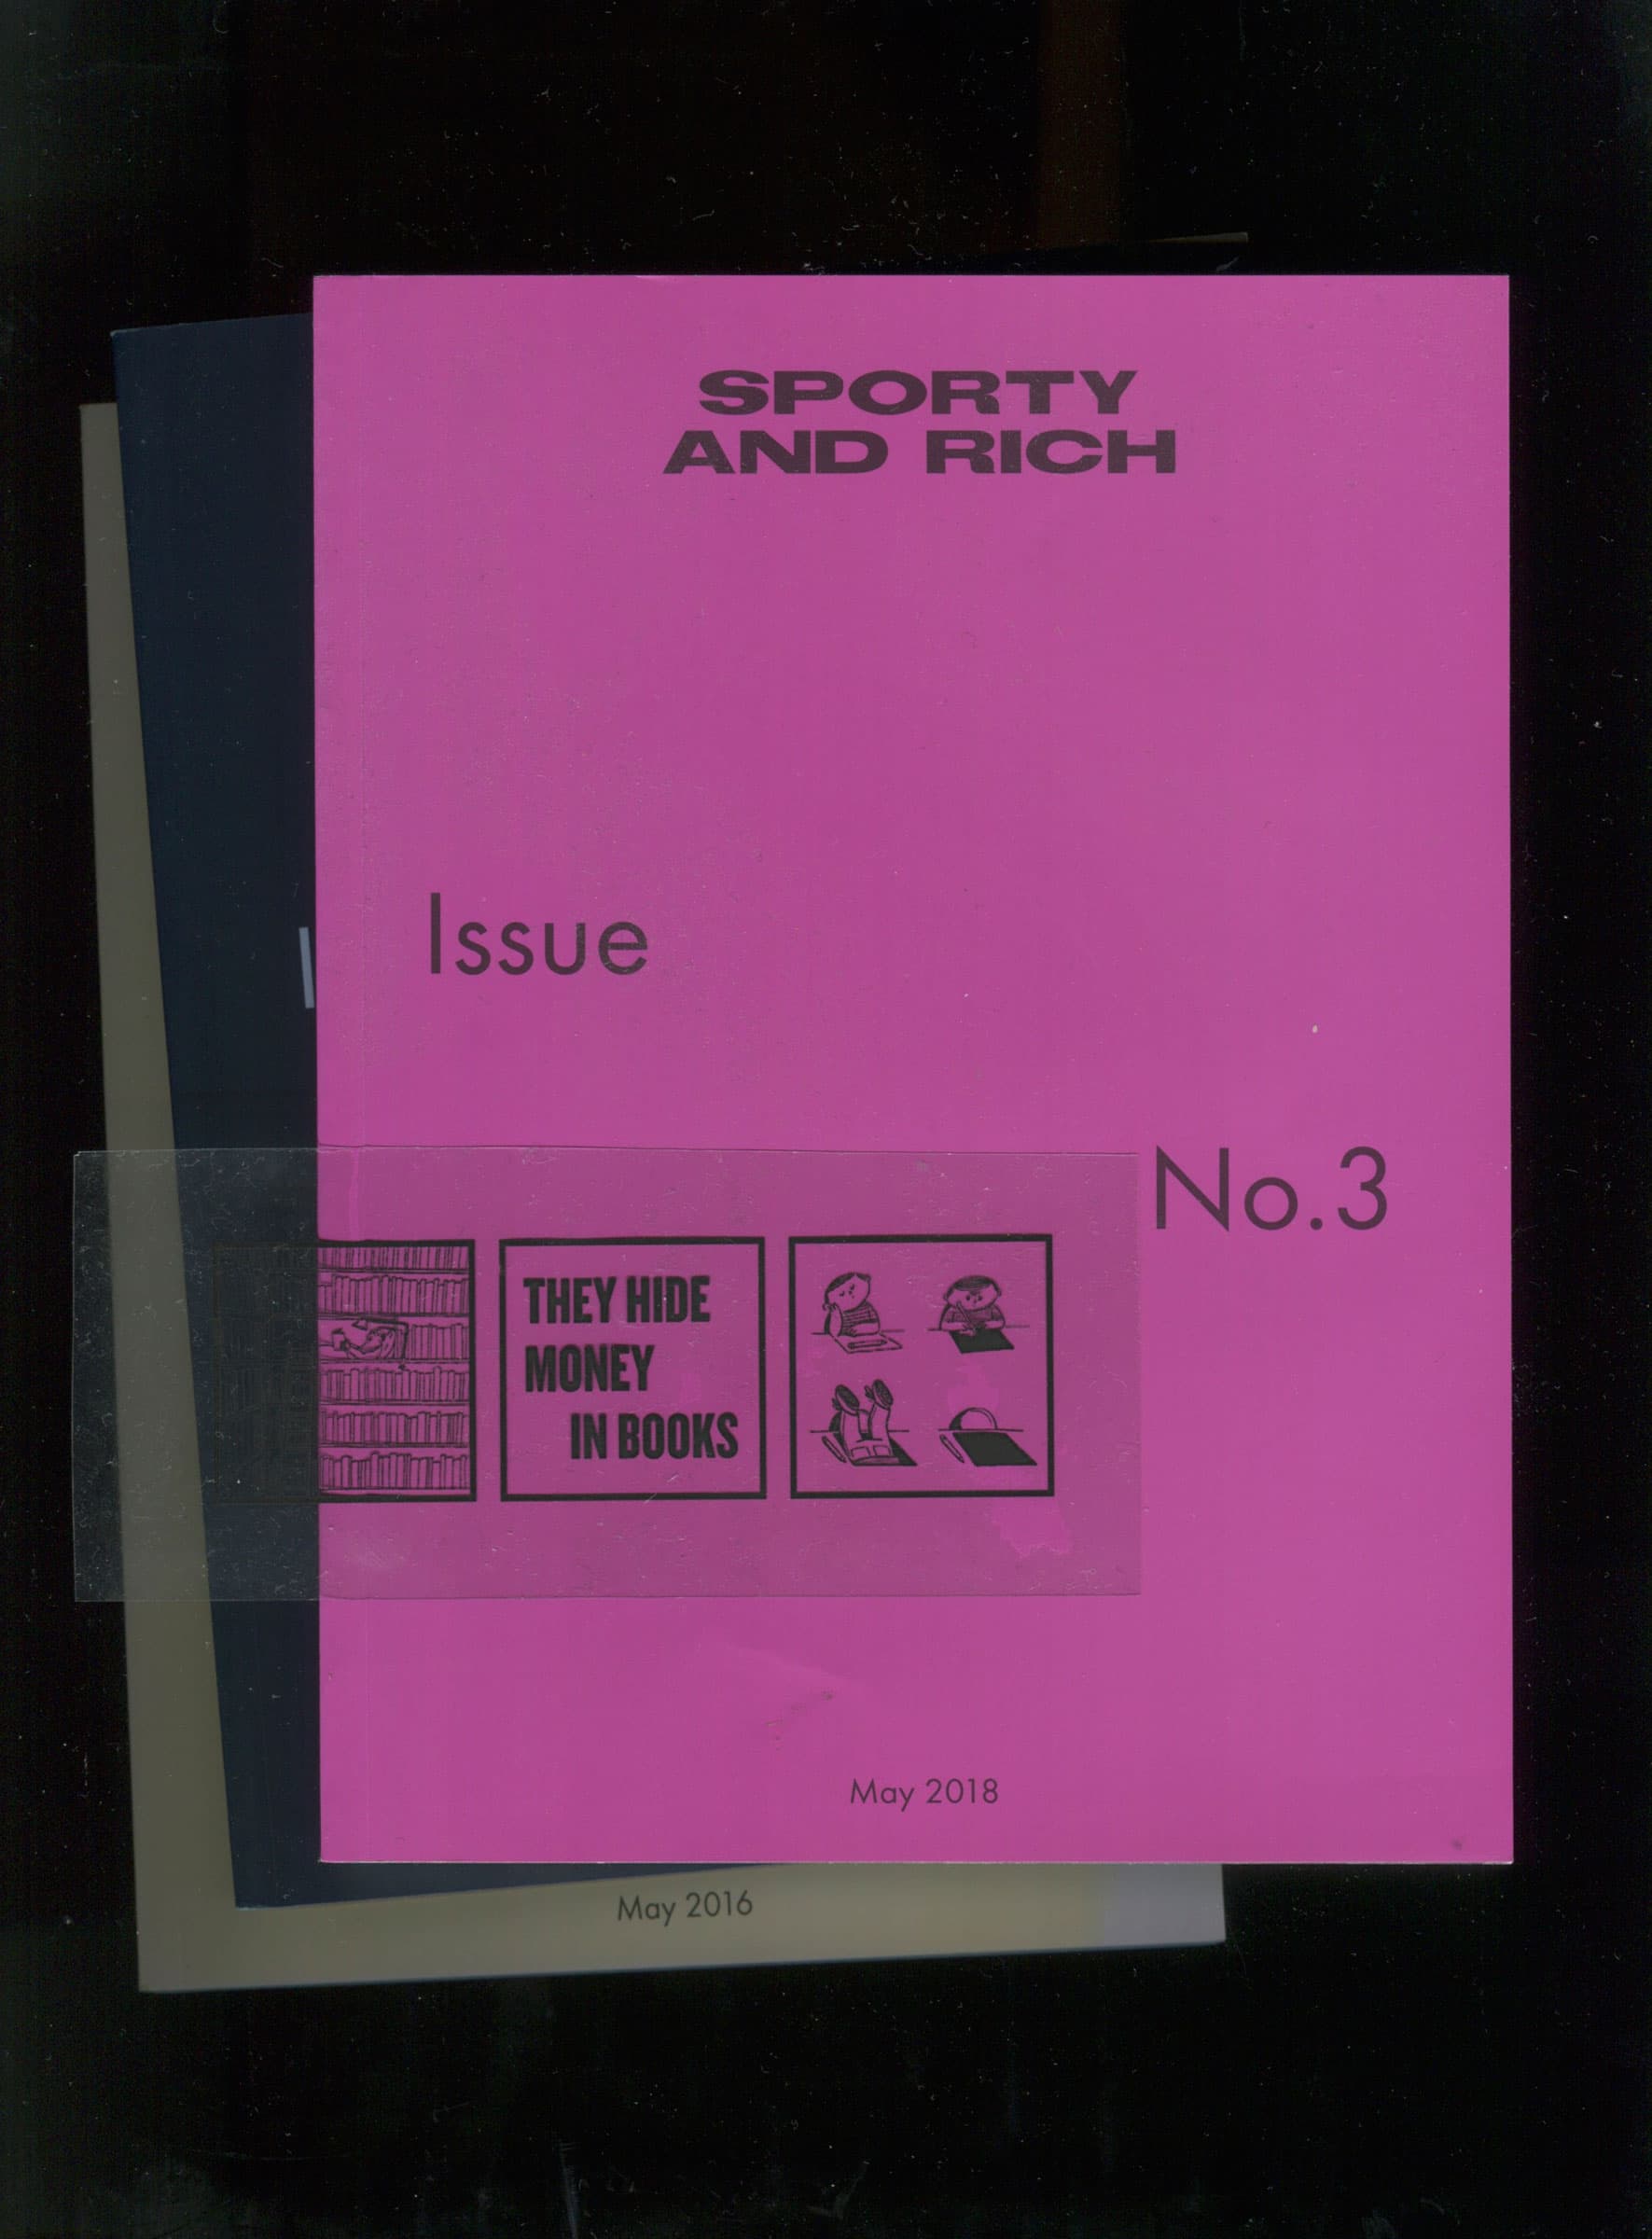 SPORTY
AND RICH
Issue
No.3
THEY HIDE
MONEY
IN BOOKS
May 2018
May 2016